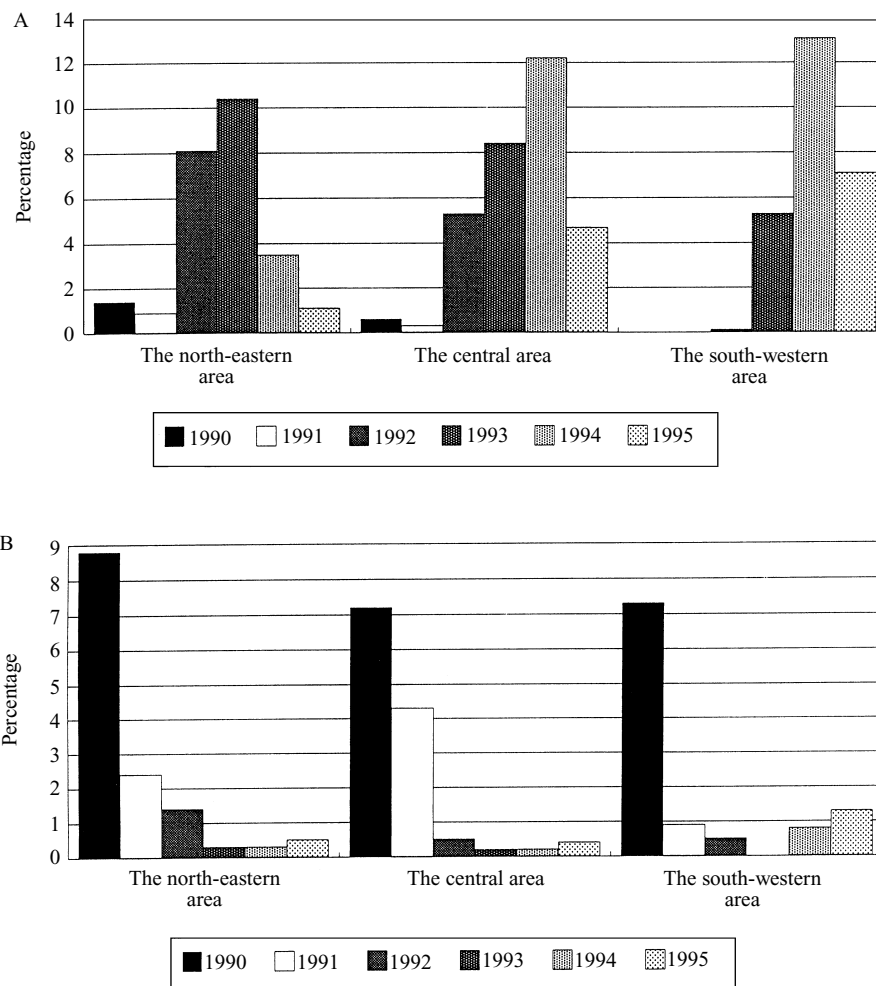 A
14
12
10
8
6
4
2
0
Percentage
The north-eastern area
The central area
The south-western area
1990 1991 1992 1993 1994 1995
B
9
8
7
6
5
4
3
2
1
0
Percentage
The north-eastern area
The central area
The south-western area
1990 1991 1992 1993 1994 1995